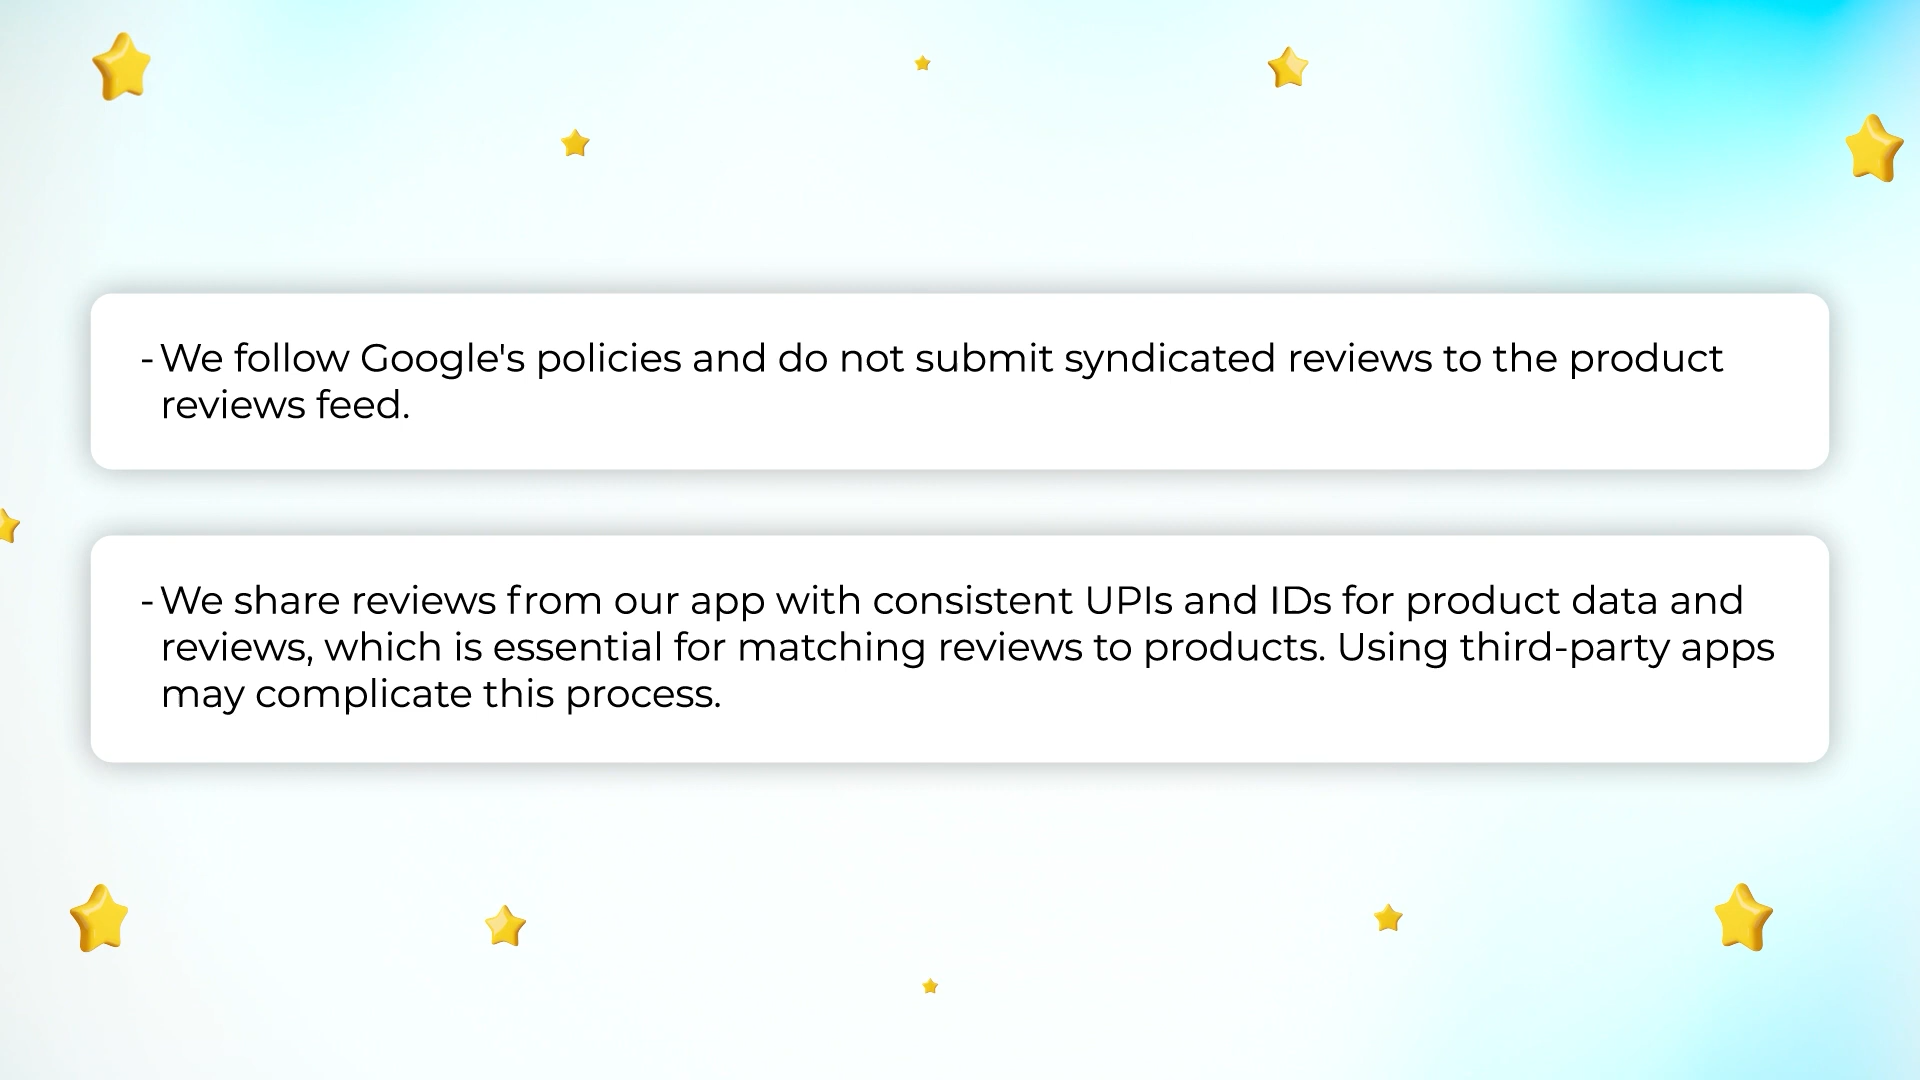 - We follow Google's policies and do not submit syndicated reviews to the product
reviews feed.
- We share reviews from our app with consistent UPIs and IDs for product data and
reviews, which is essential for matching reviews to products. Using third-party apps
may complicate this process.